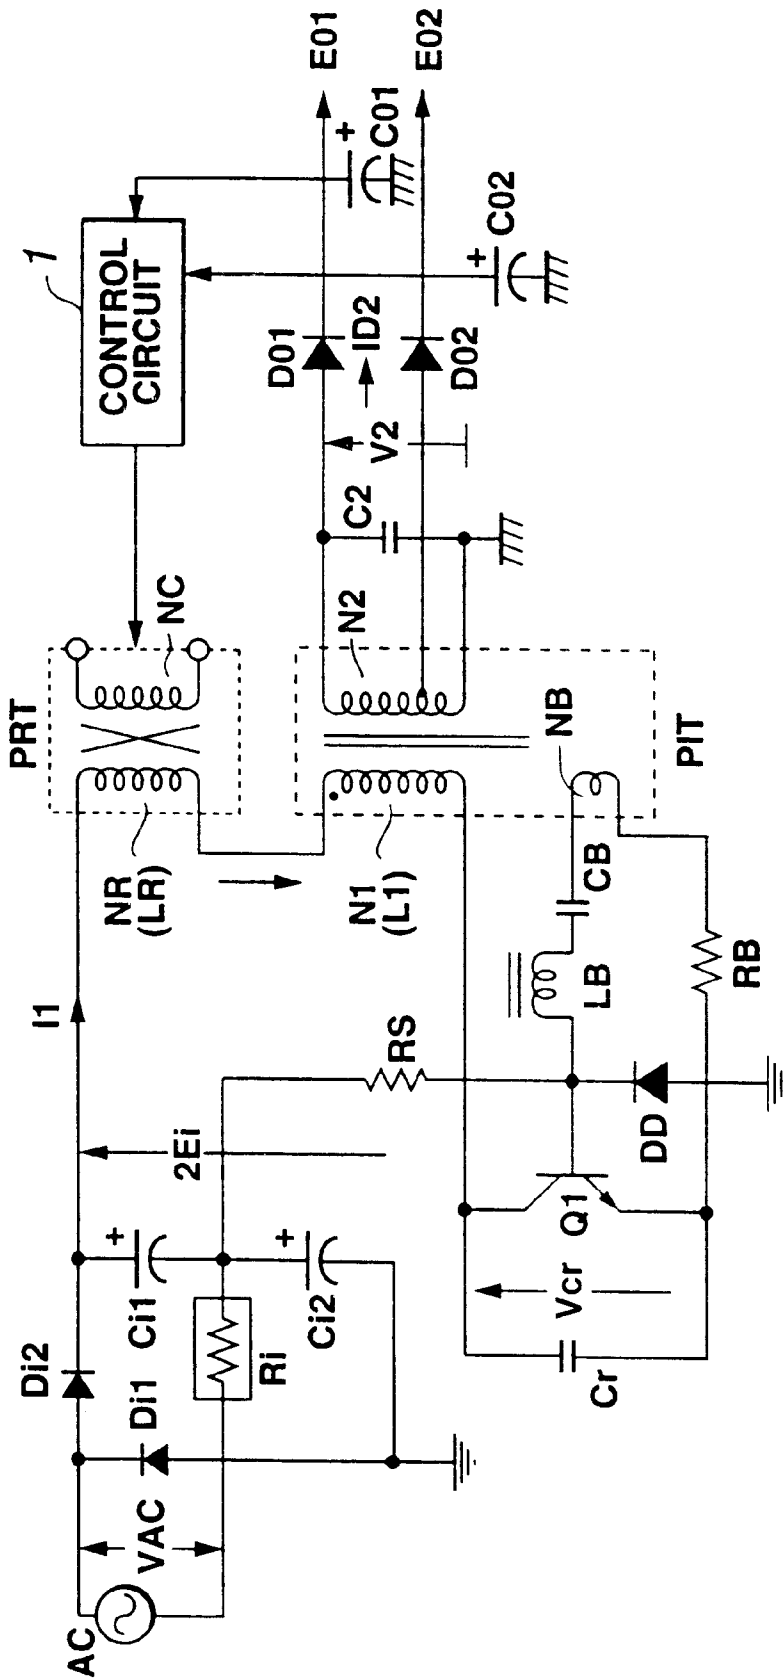 AC
VAC
Di2
Di1
Ri
Ci1
+
Ci2
+
2Ei
I1
RS
NR
(LR)
PRT
NC
1
CONTROL
CIRCUIT
N1
(L1)
N2
C2
V2
D01
ID2
D02
+
C01
+
C02
E01
E02
Cr
Vcr
Q1
DD
LB
CB
NB
PIT
RB